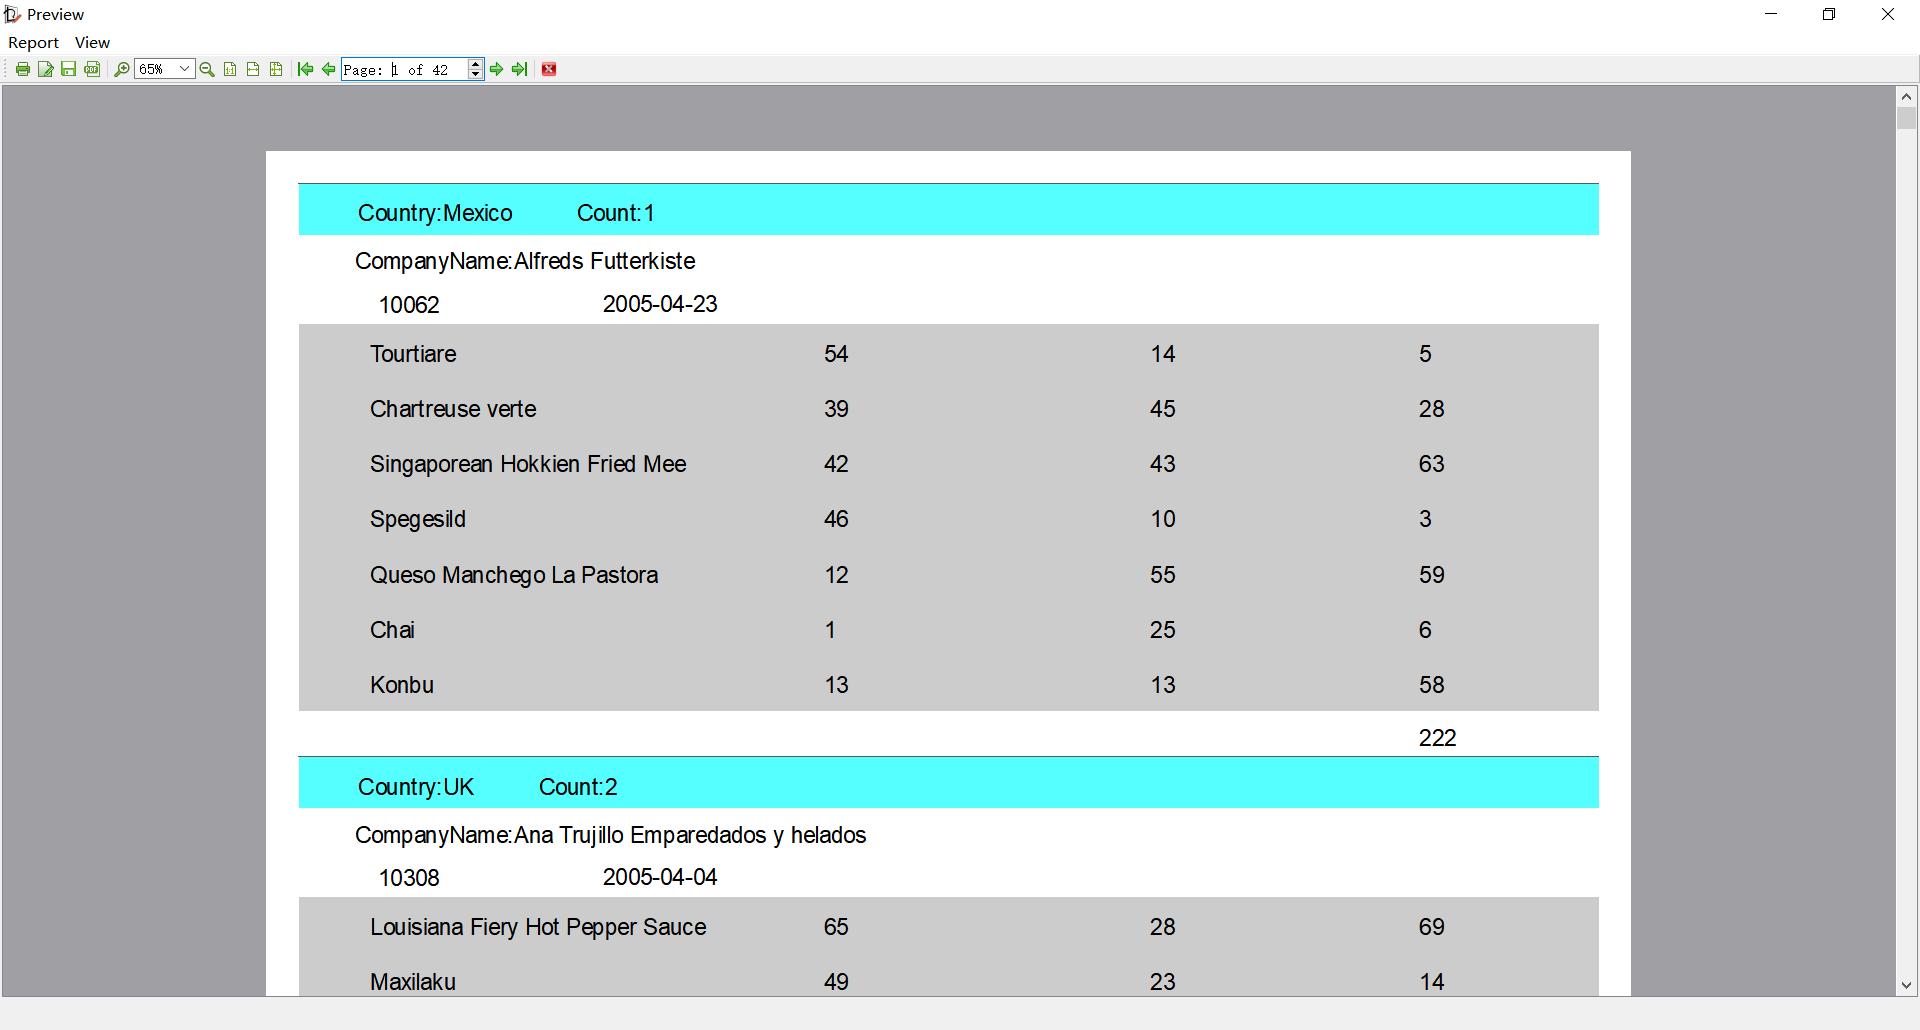 Preview
Report View
65% Page: 1 of 42
Country:Mexico Count:1
CompanyName:Alfreds Futterkiste
10062 2005-04-23
Tourtiare 54 14 5
Chartreuse verte 39 45 28
Singaporean Hokkien Fried Mee 42 43 63
Spegesild 46 10 3
Queso Manchego La Pastora 12 55 59
Chai 1 25 6
Konbu 13 13 58
222
Country:UK Count:2
CompanyName:Ana Trujillo Emparedados y helados
10308 2005-04-04
Louisiana Fiery Hot Pepper Sauce 65 28 69
Maxilaku 49 23 14